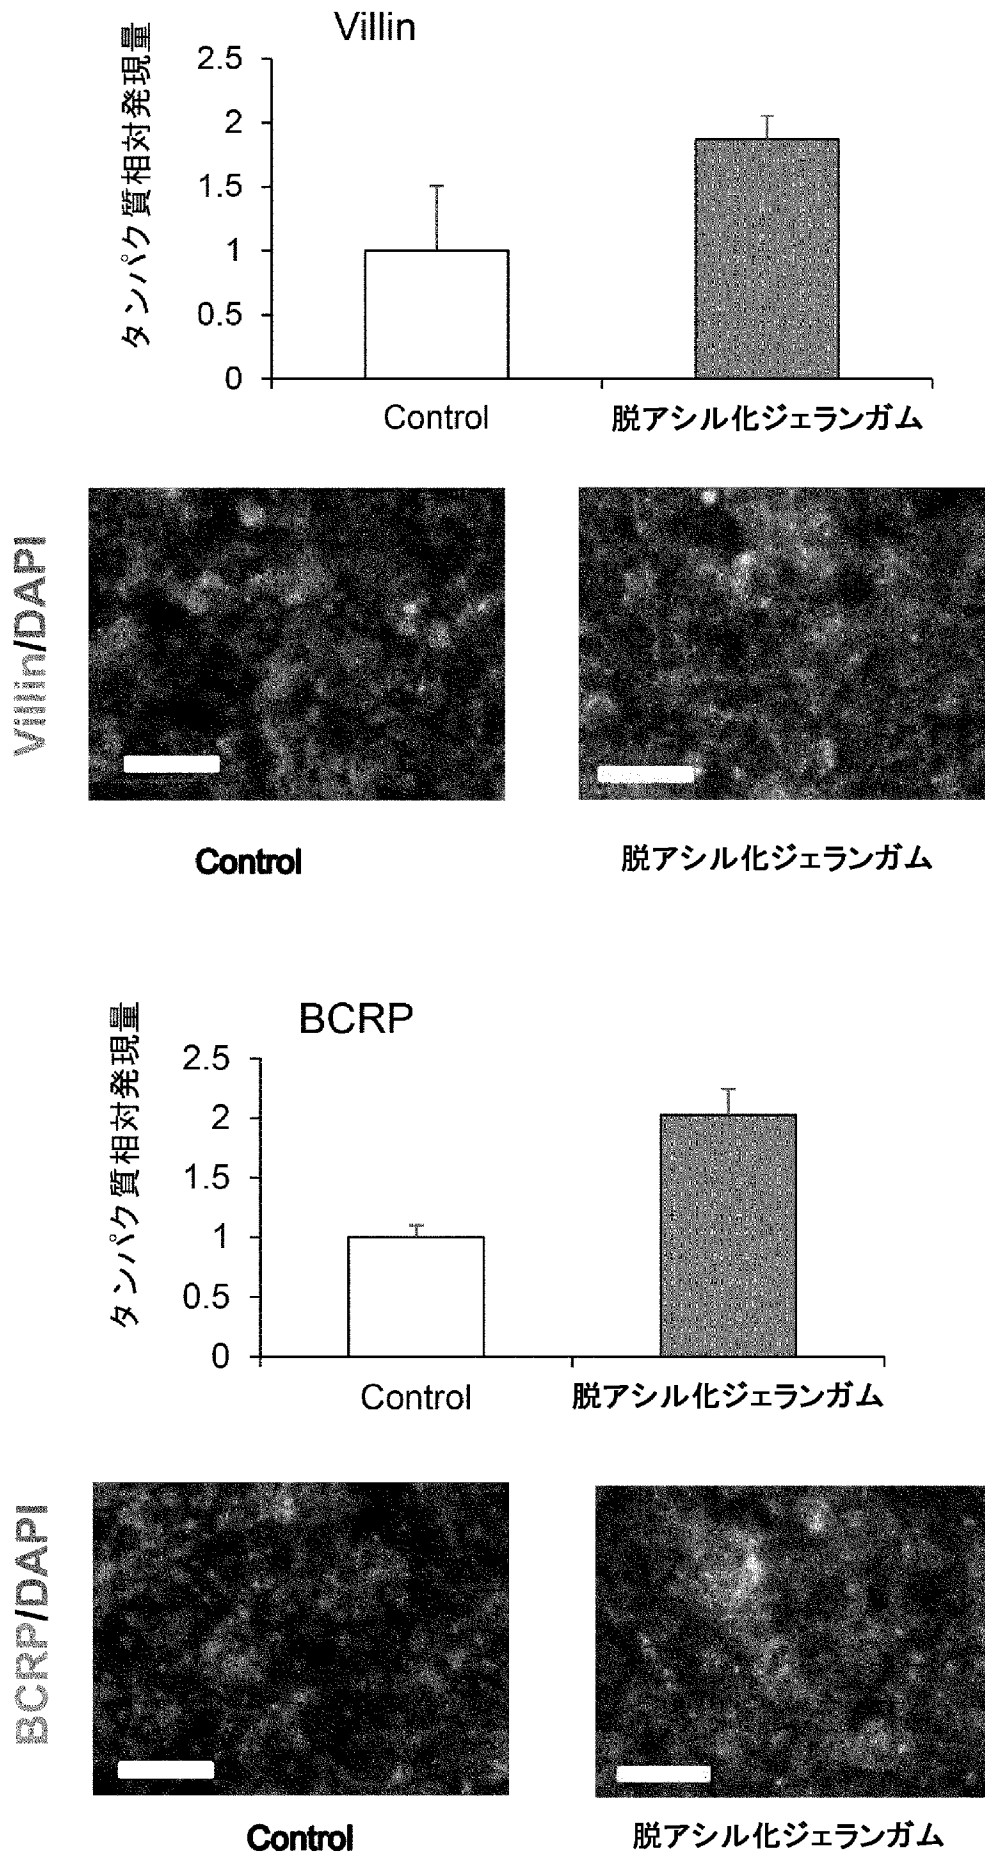 Villin
タンパク質相対発現量
2.5
2
1.5
1
0.5
0
Control
脱アシル化ジェランガム
Villin/DAPI
Control
脱アシル化ジェランガム
BCRP
タンパク質相対発現量
2.5
2
1.5
1
0.5
0
Control
脱アシル化ジェランガム
BCRP/DAPI
Control
脱アシル化ジェランガム